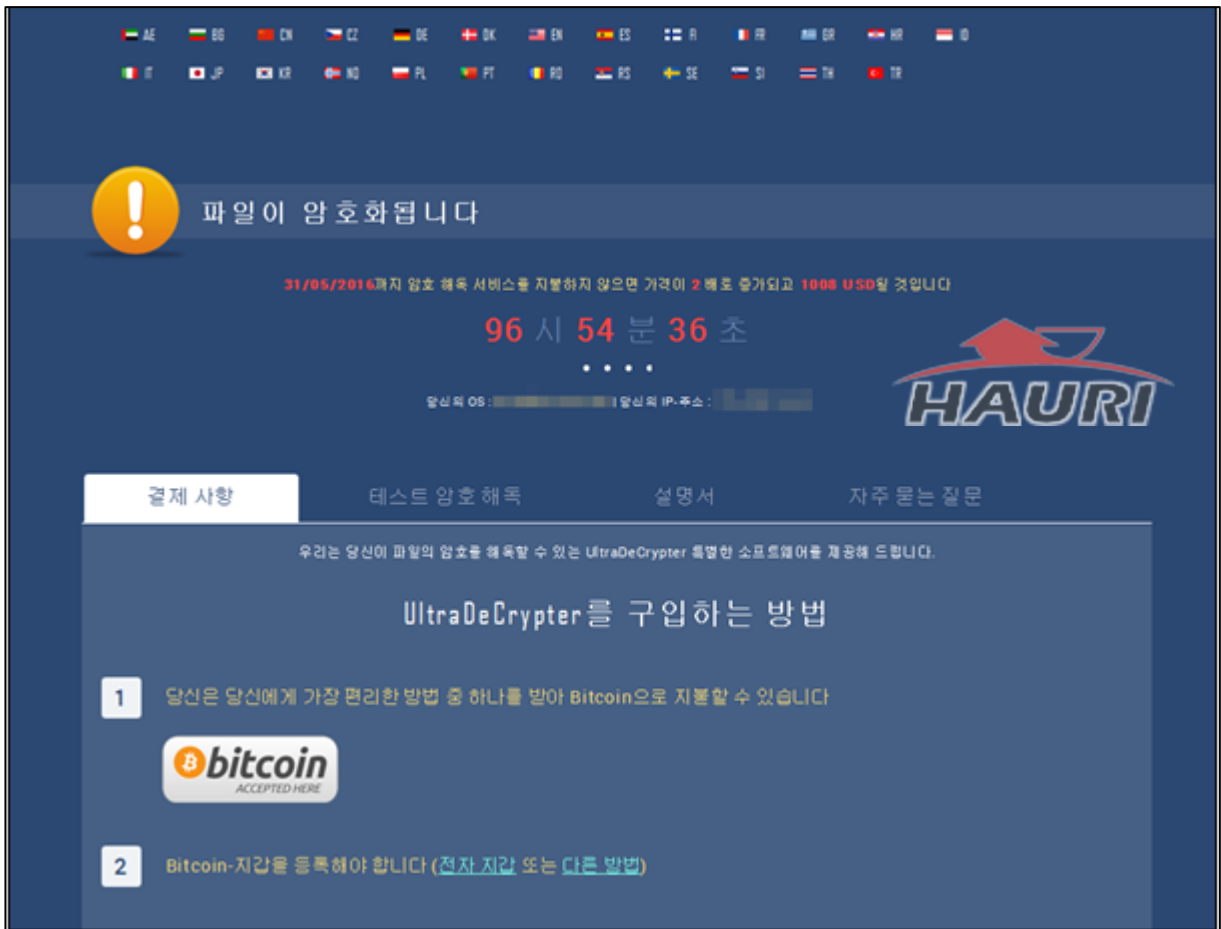 AE BG CN CZ DE DK EN ES FI FR GR HR ID
IT JP KR NO PL PT RO RS SE SI TH TR
파일이 암호화됩니다
31/05/2016까지 암호 해독 서비스를 지불하지 않으면 가격이 2 배로 증가되고 1008 USD될 것입니다
96 시 54 분 36 초
당신의 OS : | 당신의 IP-주소 :
HAURI
결제 사항 테스트 암호 해독 설명서 자주 묻는 질문
우리는 당신이 파일의 암호를 해독할 수 있는 UltraDeCrypter 특별한 소프트웨어를 제공해 드립니다.
UltraDeCrypter를 구입하는 방법
1 당신은 당신에게 가장 편리한 방법 중 하나를 받아 Bitcoin으로 지불할 수 있습니다
bitcoin
ACCEPTED HERE
2 Bitcoin-지갑을 등록해야 합니다 (전자 지갑 또는 다른 방법)